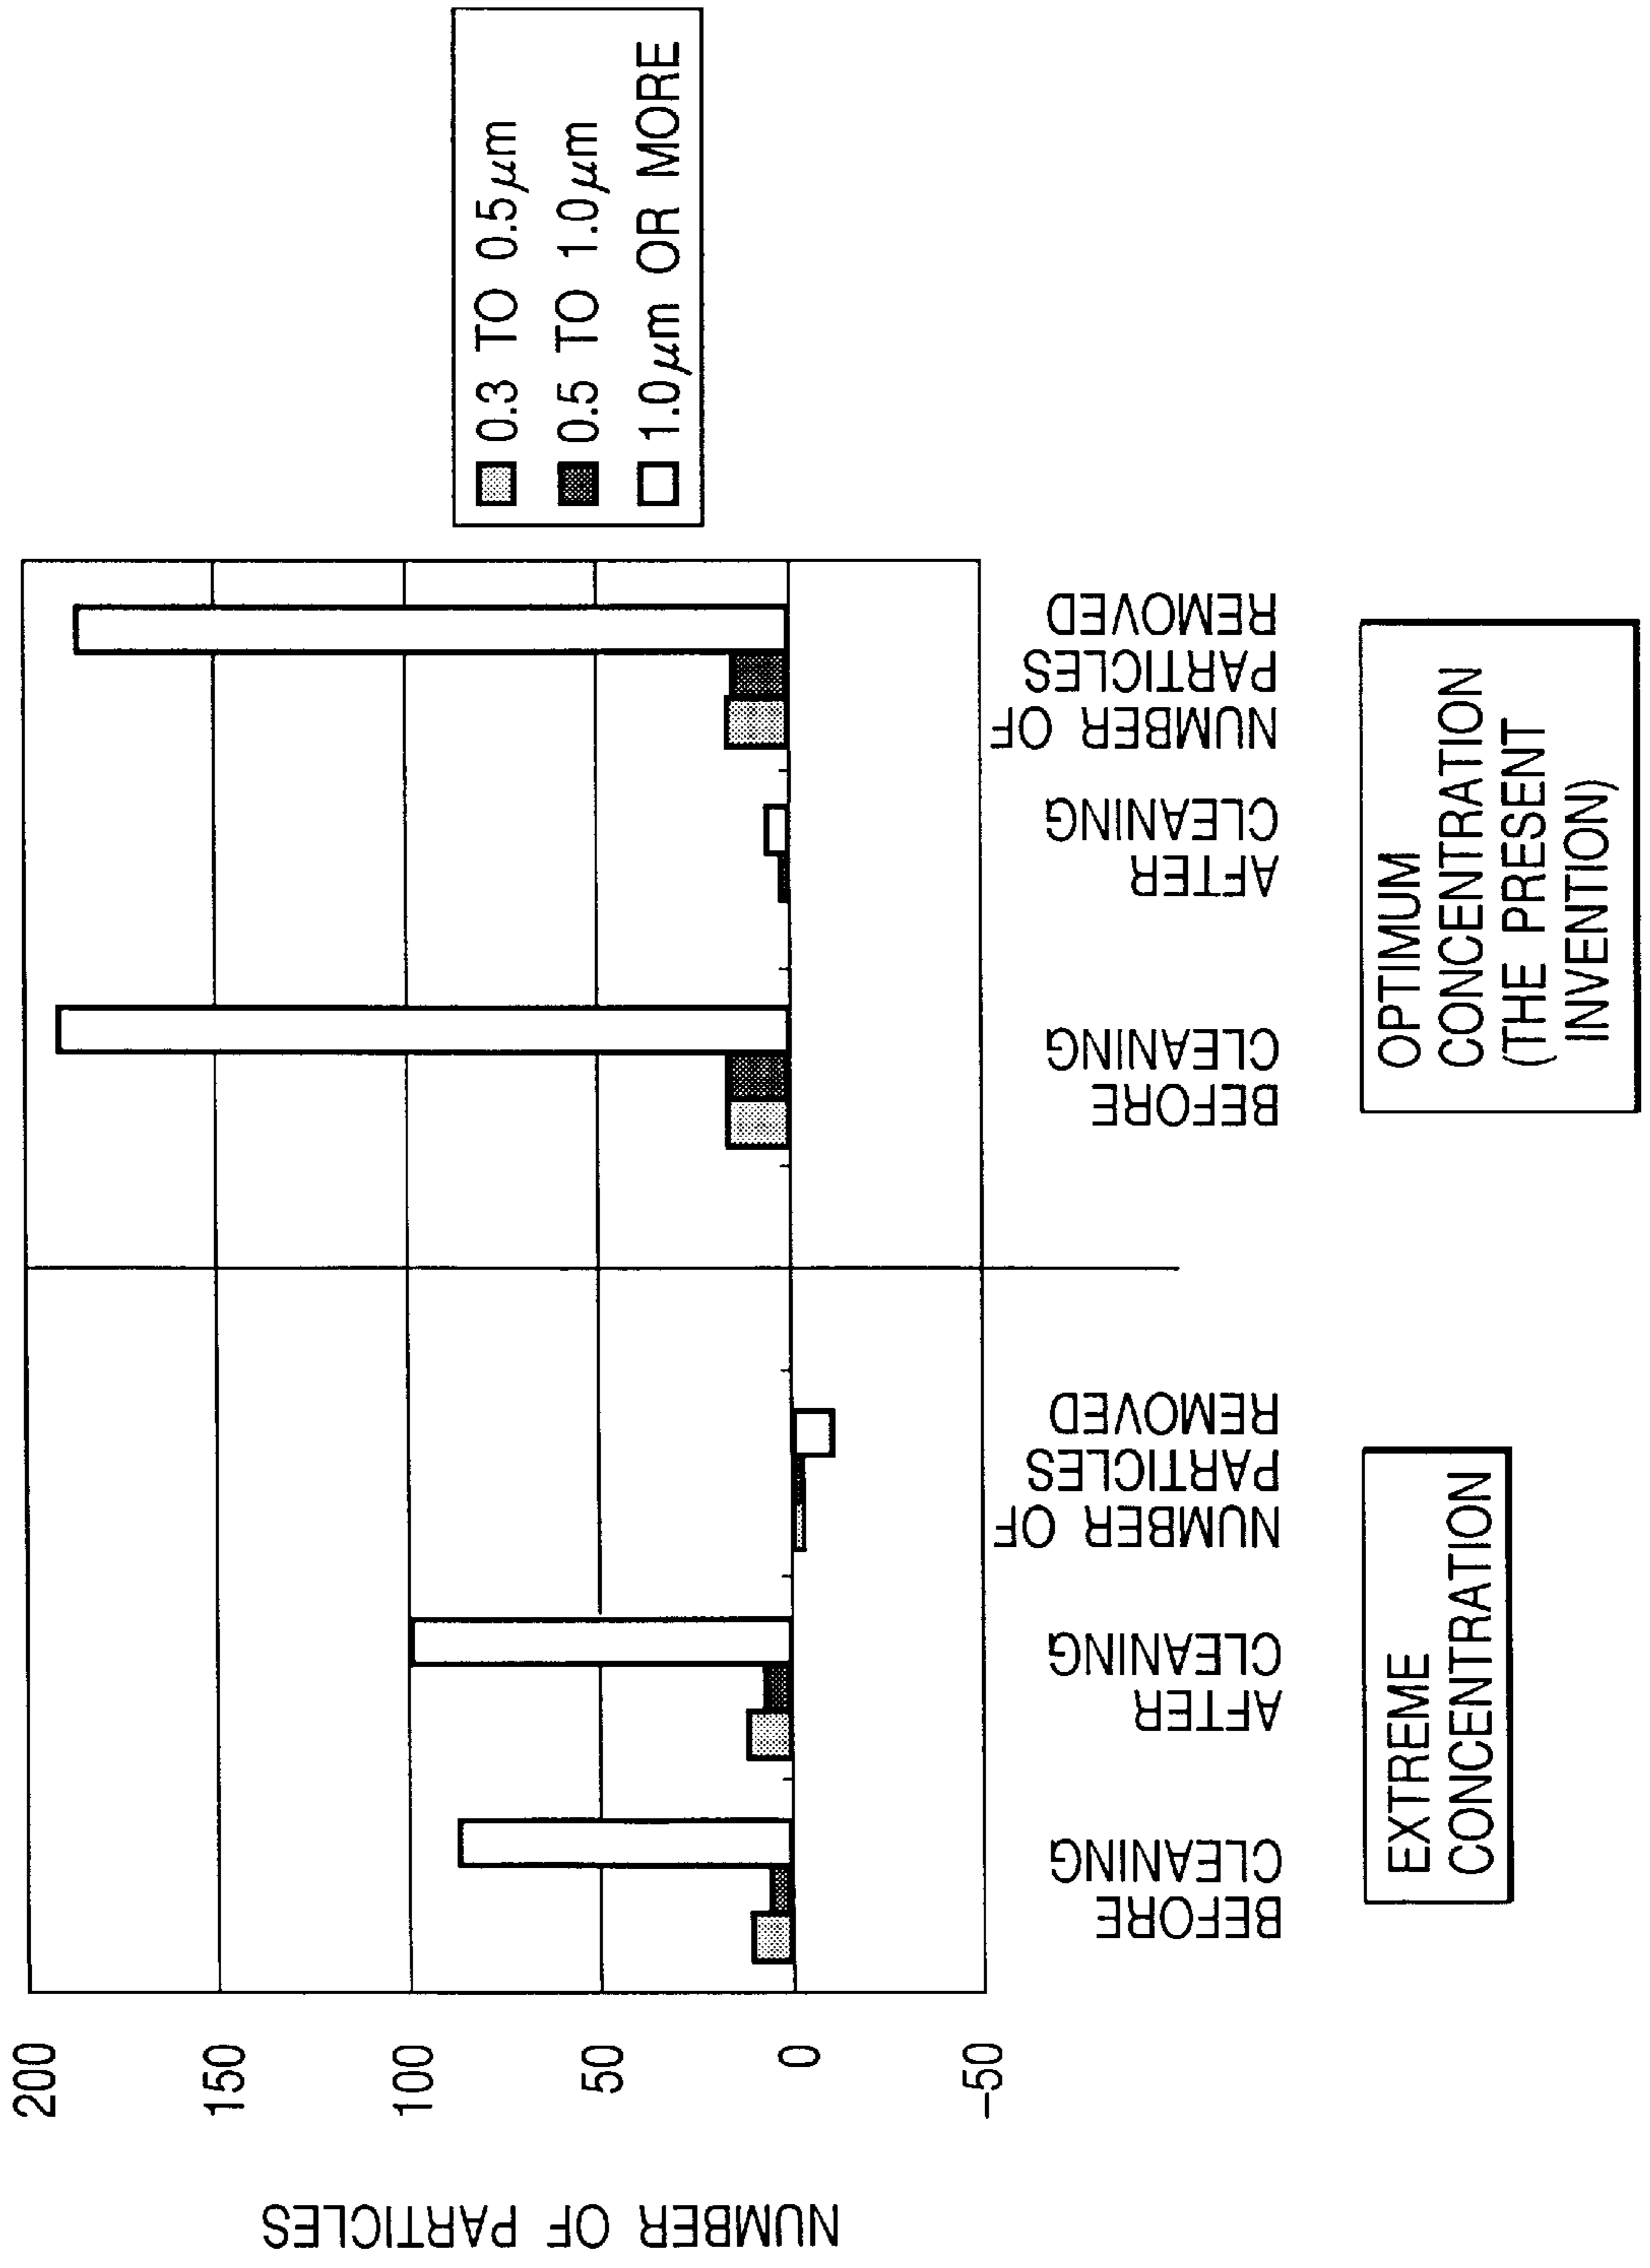 NUMBER OF PARTICLES
200
150
100
50
0
-50
BEFORE
CLEANING
AFTER
CLEANING
NUMBER OF
PARTICLES
REMOVED
BEFORE
CLEANING
AFTER
CLEANING
NUMBER OF
PARTICLES
REMOVED
EXTREME
CONCENTRATION
OPTIMUM
CONCENTRATION
(THE PRESENT
INVENTION)
0.3 TO 0.5μm
0.5 TO 1.0μm
1.0μm OR MORE